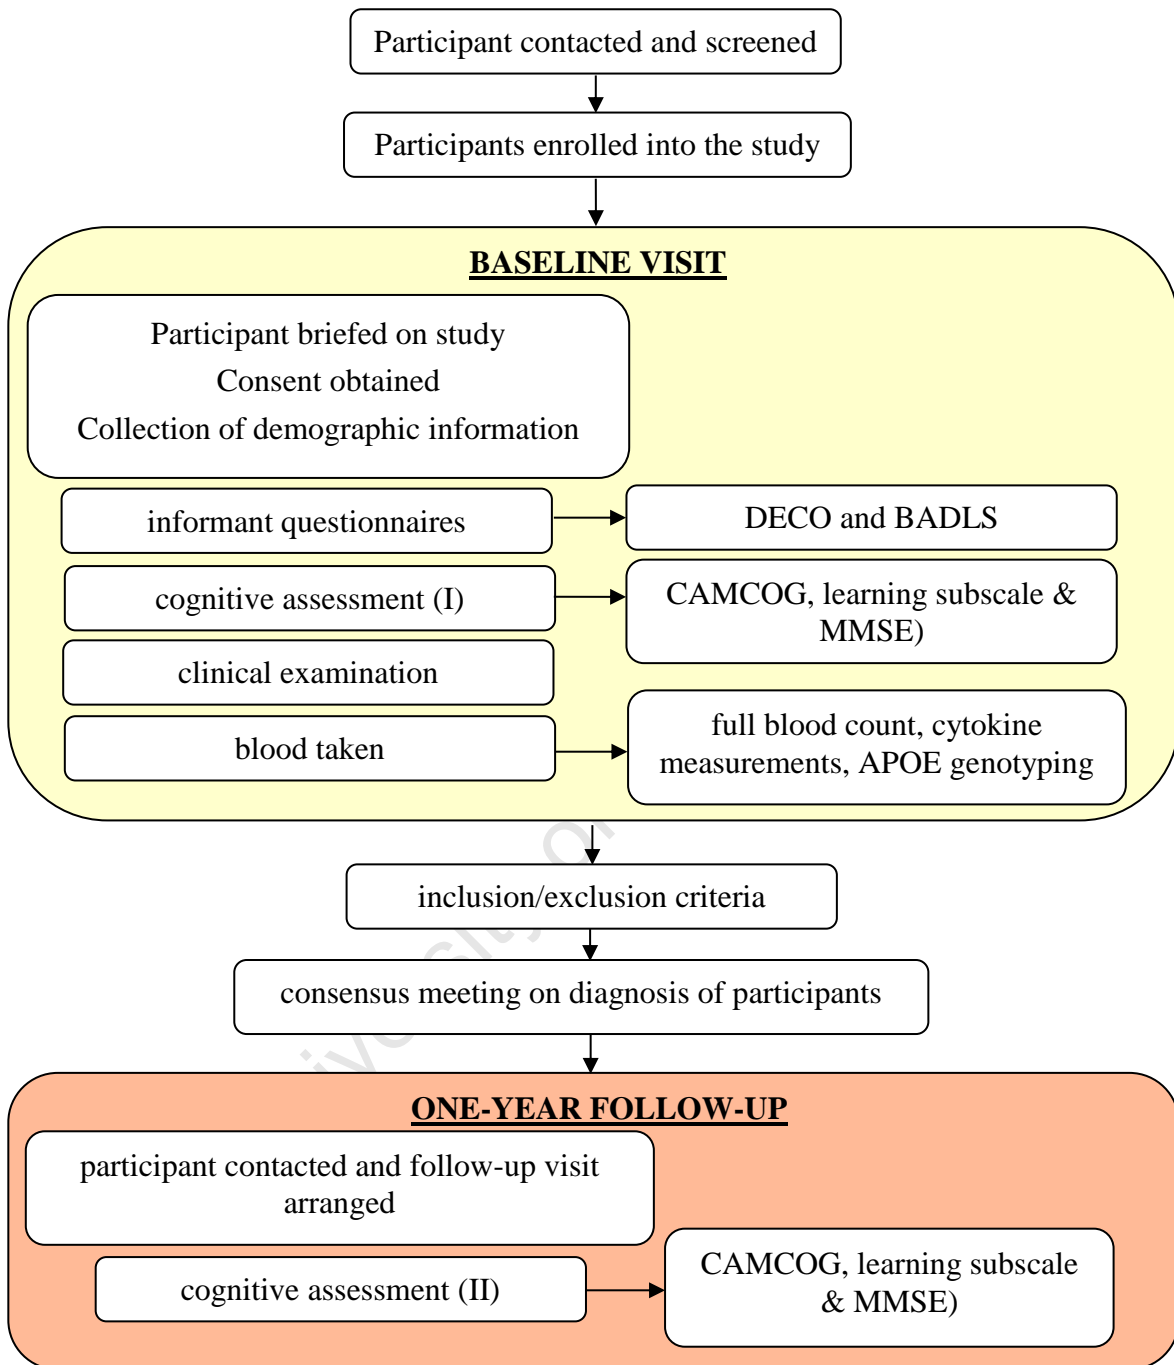 Participant contacted and screened
Participants enrolled into the study
BASELINE VISIT
Participant briefed on study
Consent obtained
Collection of demographic information
informant questionnaires
DECO and BADLS
cognitive assessment (I)
CAMCOG, learning subscale &
MMSE)
clinical examination
blood taken
full blood count, cytokine
measurements, APOE genotyping
inclusion/exclusion criteria
consensus meeting on diagnosis of participants
ONE-YEAR FOLLOW-UP
participant contacted and follow-up visit
arranged
cognitive assessment (II)
CAMCOG, learning subscale
& MMSE)